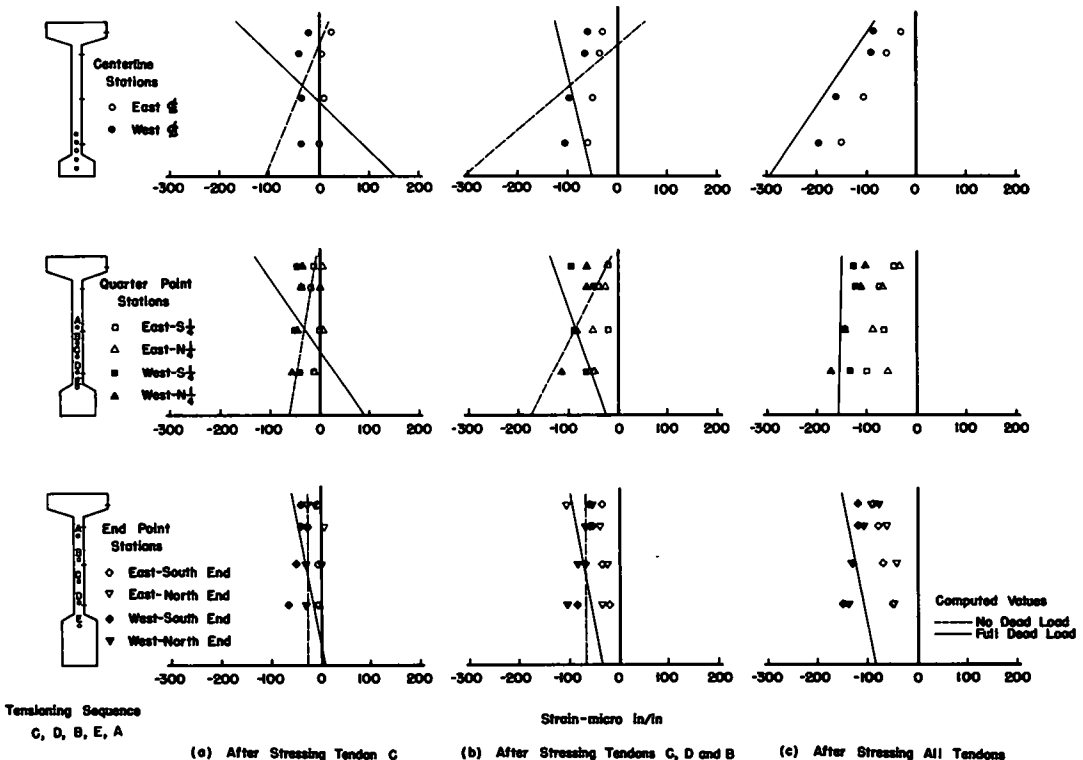 Centerline
Stations
East ₵
West ₵
-300 -200 -100 0 100 200
-300 -200 -100 0 100 200
-300 -200 -100 0 100 200
Quarter Point
Stations
East-S¼
East-N¼
West-S¼
West-N¼
A
B
C
D
E
-300 -200 -100 0 100 200
-300 -200 -100 0 100 200
-300 -200 -100 0 100 200
End Point
Stations
East-South End
East-North End
West-South End
West-North End
A
B
C
D
E
Computed Values
No Dead Load
Full Dead Load
-300 -200 -100 0 100 200
-300 -200 -100 0 100 200
-300 -200 -100 0 100 200
Tensioning Sequence
C, D, B, E, A
Strain-micro in/in
(a) After Stressing Tendon C
(b) After Stressing Tendons C, D and B
(c) After Stressing All Tendons